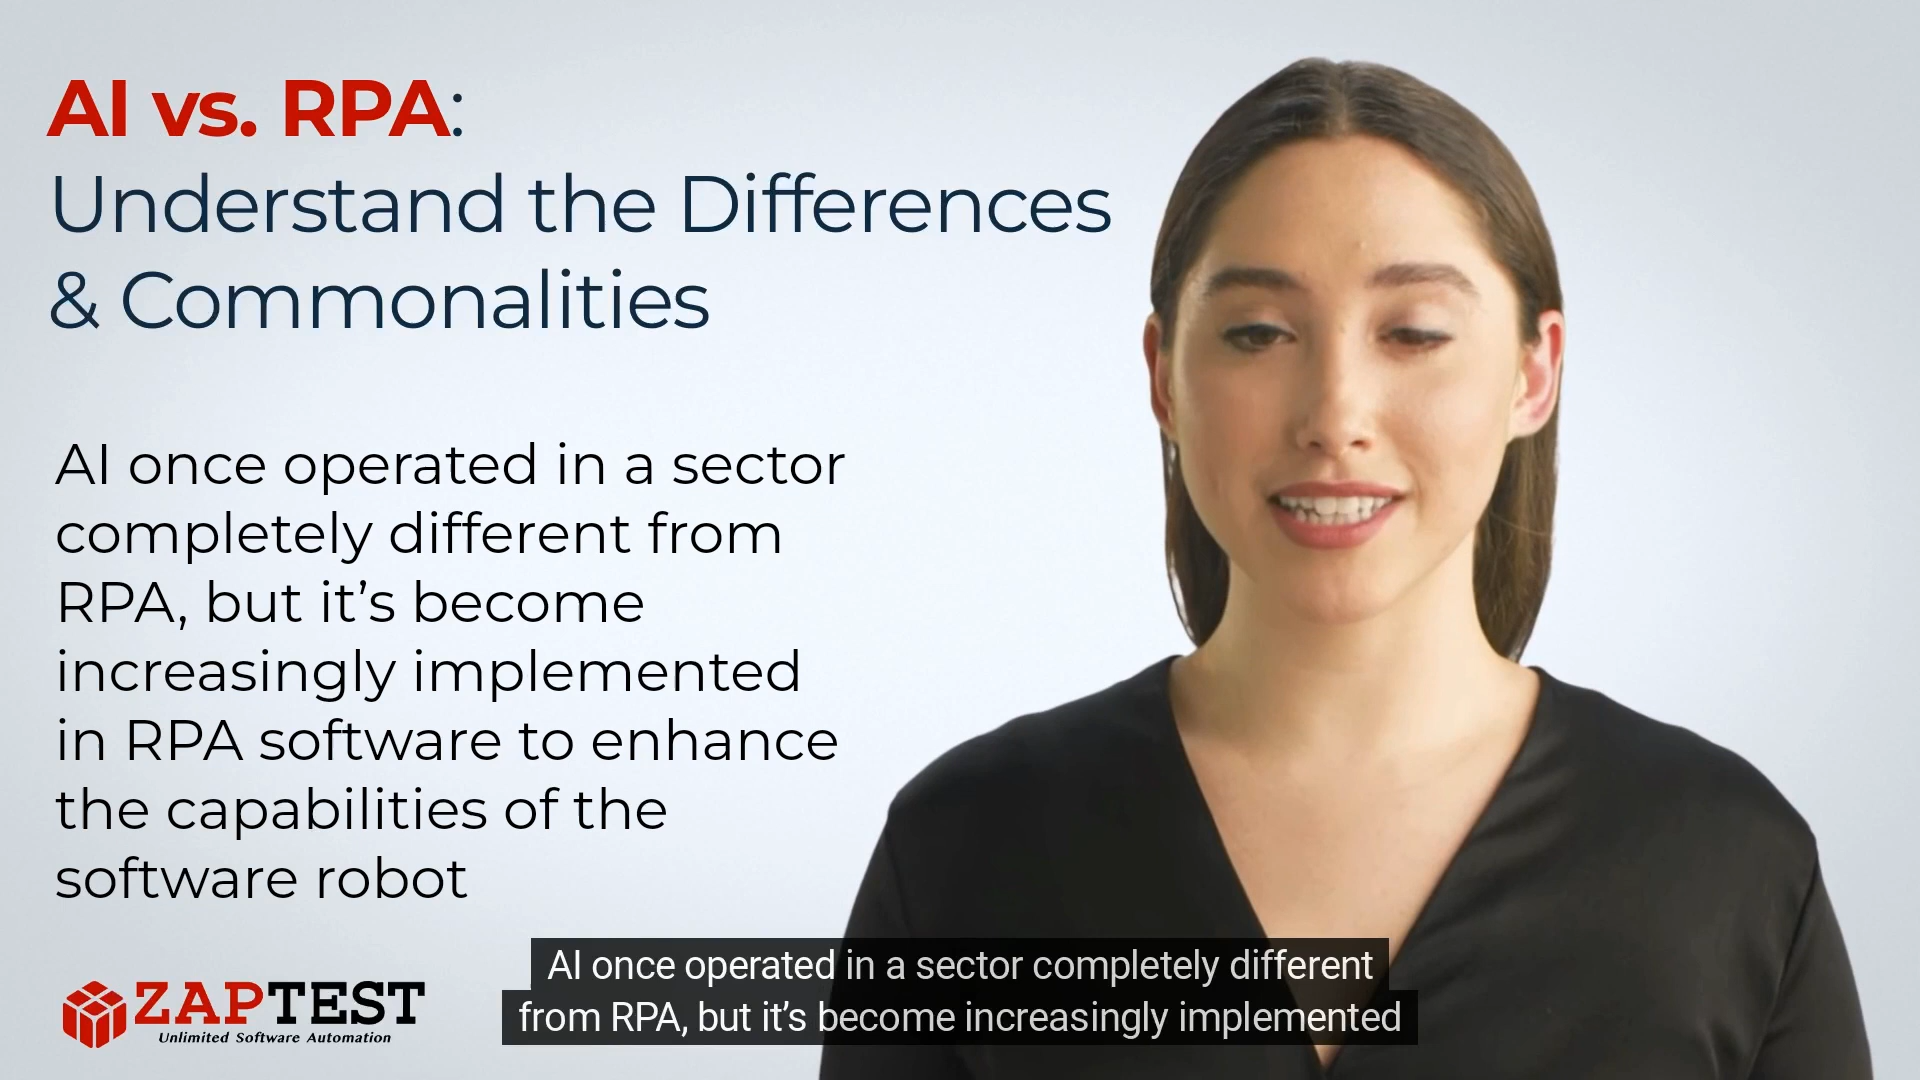 AI vs. RPA:
Understand the Differences
& Commonalities
AI once operated in a sector
completely different from
RPA, but it’s become
increasingly implemented
in RPA software to enhance
the capabilities of the
software robot
ZAPTEST
Unlimited Software Automation
AI once operated in a sector completely different
from RPA, but it’s become increasingly implemented